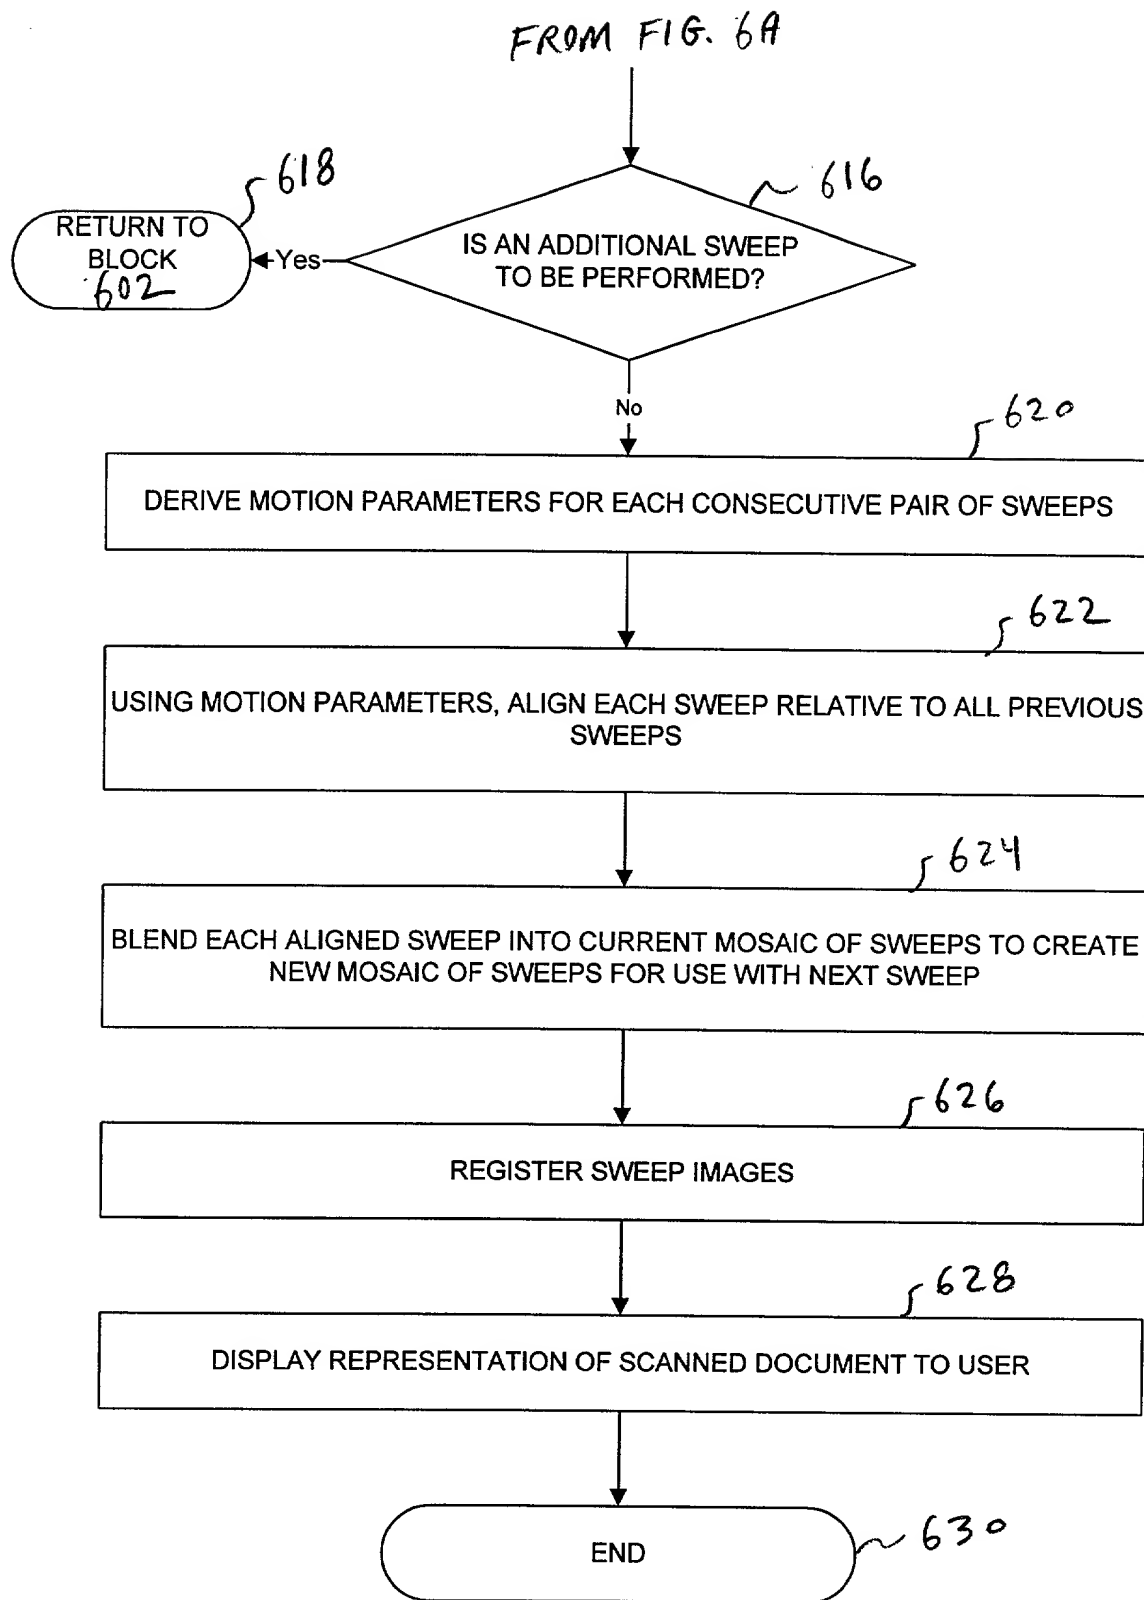 FROM FIG. 6A
618
616
RETURN TO
BLOCK
602
Yes
IS AN ADDITIONAL SWEEP
TO BE PERFORMED?
No
620
DERIVE MOTION PARAMETERS FOR EACH CONSECUTIVE PAIR OF SWEEPS
622
USING MOTION PARAMETERS, ALIGN EACH SWEEP RELATIVE TO ALL PREVIOUS
SWEEPS
624
BLEND EACH ALIGNED SWEEP INTO CURRENT MOSAIC OF SWEEPS TO CREATE
NEW MOSAIC OF SWEEPS FOR USE WITH NEXT SWEEP
626
REGISTER SWEEP IMAGES
628
DISPLAY REPRESENTATION OF SCANNED DOCUMENT TO USER
END
630